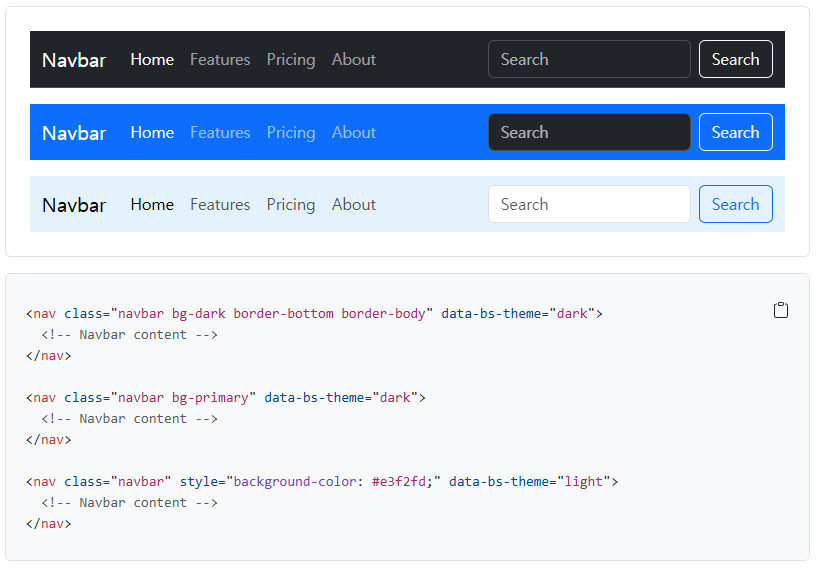 Navbar Home Features Pricing About Search Search
Navbar Home Features Pricing About Search Search
Navbar Home Features Pricing About Search Search
<nav class="navbar bg-dark border-bottom border-body" data-bs-theme="dark">
  <!-- Navbar content -->
</nav>
<nav class="navbar bg-primary" data-bs-theme="dark">
  <!-- Navbar content -->
</nav>
<nav class="navbar" style="background-color: #e3f2fd;" data-bs-theme="light">
  <!-- Navbar content -->
</nav>